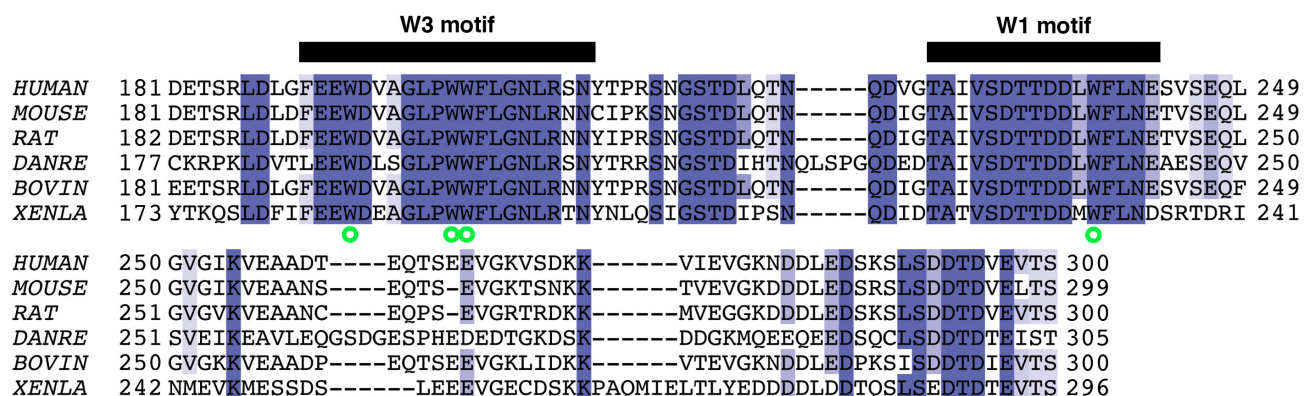 W3 motif W1 motif
HUMAN 181 DETSRLDLGFEEWDVAGLPWWFLGNLRSNYTPRSNGSTDLQTN-----QDVGTAIVSDTTDDLWFLNESVSEQL 249
MOUSE 181 DETSRLDLDFEEWDVAGLPWWFLGNLRNNCIPKSNGSTDLQTN-----QDIGTAIVSDTTDDLWFLNETVSEQL 249
RAT 182 DETSRLDLDFEEWDVAGLPWWFLGNLRNNYIPRSNGSTDLQTN-----QDIGTAIVSDTTDDLWFLNETVSEQL 250
DANRE 177 CKRPKLDVTLEEWDLSGLPWWFLGNLRSNYTRRSNGSTDIHTNQLSPGQDEDTAIVSDTTDDLWFLNEAESEQV 250
BOVIN 181 EETSRLDLGFEEWDVAGLPWWFLGNLRSNYTPRSNGSTDLQTN-----QDIGTAIVSDTTDDLWFLNESVSEQF 249
XENLA 173 YTKQSLDFIFEEWDEAGLPWWFLGNLRTNYNLQSIGSTDIPSN-----QDIDTATVSDTTDDMWFLNDSRTDRI 241
HUMAN 250 GVGIKVEAADT----EQTSEEVGKVSDKK------VIEVGKNDDLEDSKSLSDDTDVEVTS 300
MOUSE 250 GVGIKVEAANS----EQTS-EVGKTSNKK------TVEVGKDDDLEDSRSLSDDTDVELTS 299
RAT 251 GVGVKVEAANC----EQPS-EVGRTRDKK------MVEGGKDDDLEDSRSLSDDTDVEVTS 300
DANRE 251 SVEIKEAVLEQGSDGESPHEDEDTGKDSK------DDGKMQEEQEEDSQCLSDDTDTEIST 305
BOVIN 250 GVGKKVEAADP----EQTSEEVGKLIDKK------VTEVGKNDDLEDPKSISDDTDIEVTS 300
XENLA 242 NMEVKMESSDS------LEEEVGECDSKKPAQMIELTLYEDDDDLDDTQSLSEDTDTEVTS 296